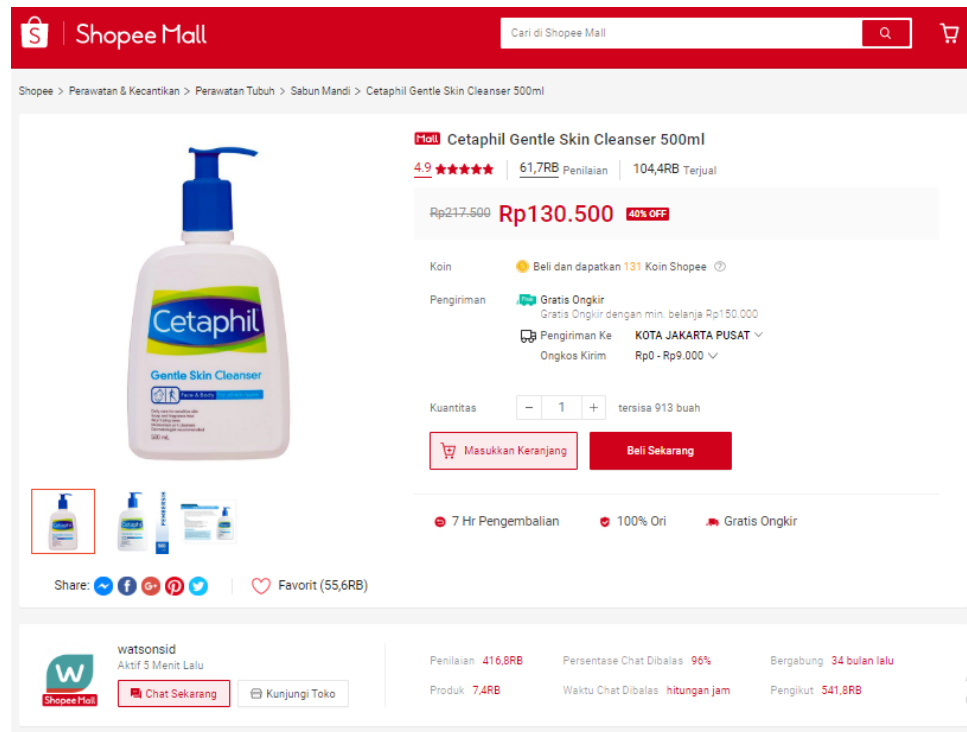 Shopee Mall
Cari di Shopee Mall
Shopee > Perawatan & Kecantikan > Perawatan Tubuh > Sabun Mandi > Cetaphil Gentle Skin Cleanser 500ml
Mall Cetaphil Gentle Skin Cleanser 500ml
4.9 61,7RB Penilaian 104,4RB Terjual
Rp217.500 Rp130.500 40% OFF
Koin Beli dan dapatkan 131 Koin Shopee
Pengiriman Gratis Ongkir
Gratis Ongkir dengan min. belanja Rp150.000
Pengiriman Ke KOTA JAKARTA PUSAT
Ongkos Kirim Rp0 - Rp9.000
Kuantitas − 1 + tersisa 913 buah
Masukkan Keranjang Beli Sekarang
7 Hr Pengembalian 100% Ori Gratis Ongkir
Cetaphil
Gentle Skin Cleanser
Face & Body
500 mL
PEMBERSIH
Share: Favorit (55,6RB)
watsonsid
Aktif 5 Menit Lalu
Shopee Mall
Chat Sekarang Kunjungi Toko
Penilaian 416,8RB Persentase Chat Dibalas 96% Bergabung 34 bulan lalu
Produk 7,4RB Waktu Chat Dibalas hitungan jam Pengikut 541,8RB